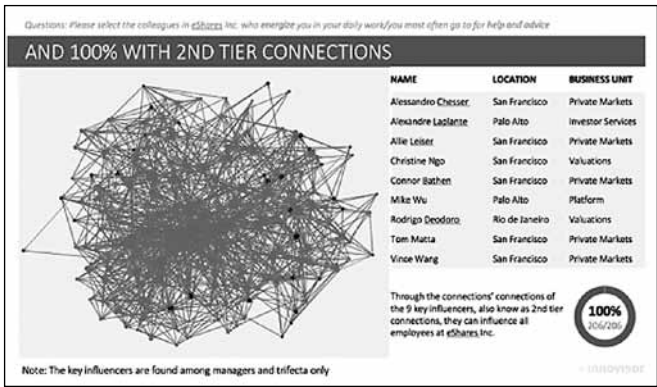 Questions: Please select the colleagues in eShares Inc. who energize you in your daily work/you most often go to for help and advice
AND 100% WITH 2ND TIER CONNECTIONS
NAME LOCATION BUSINESS UNIT
Alessandro Chesser San Francisco Private Markets
Alexandre Laplante Palo Alto Investor Services
Allie Leiser San Francisco Private Markets
Christine Ngo San Francisco Valuations
Connor Bathen San Francisco Private Markets
Mike Wu Palo Alto Platform
Rodrigo Deodoro Rio de Janeiro Valuations
Tom Matta San Francisco Private Markets
Vince Wang San Francisco Private Markets
Through the connections' connections of
the 9 key influencers, also know as 2nd tier
connections, they can influence all
employees at eShares Inc.
100%
206/206
Note: The key influencers are found among managers and trifecta only
innovisor